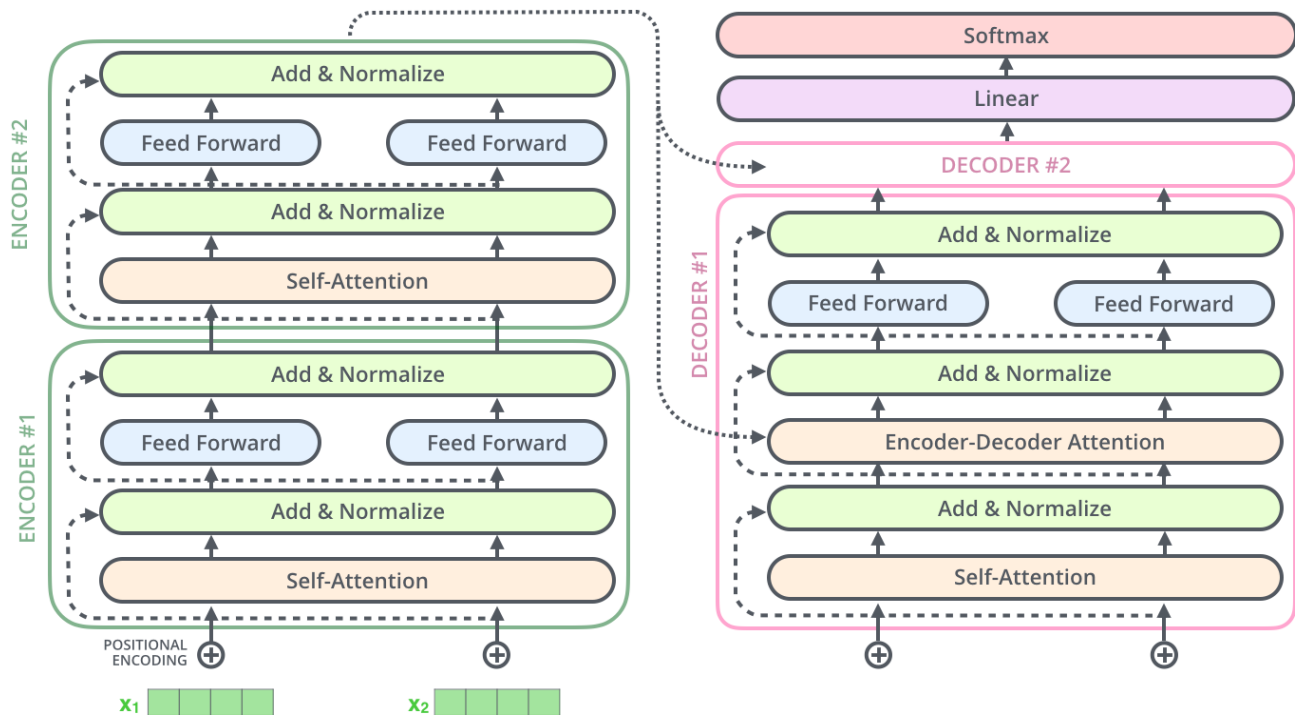 ENCODER #2
Add & Normalize
Feed Forward
Feed Forward
Add & Normalize
Self-Attention
ENCODER #1
Add & Normalize
Feed Forward
Feed Forward
Add & Normalize
Self-Attention
POSITIONAL
ENCODING
x₁
x₂
Softmax
Linear
DECODER #2
DECODER #1
Add & Normalize
Feed Forward
Feed Forward
Add & Normalize
Encoder-Decoder Attention
Add & Normalize
Self-Attention